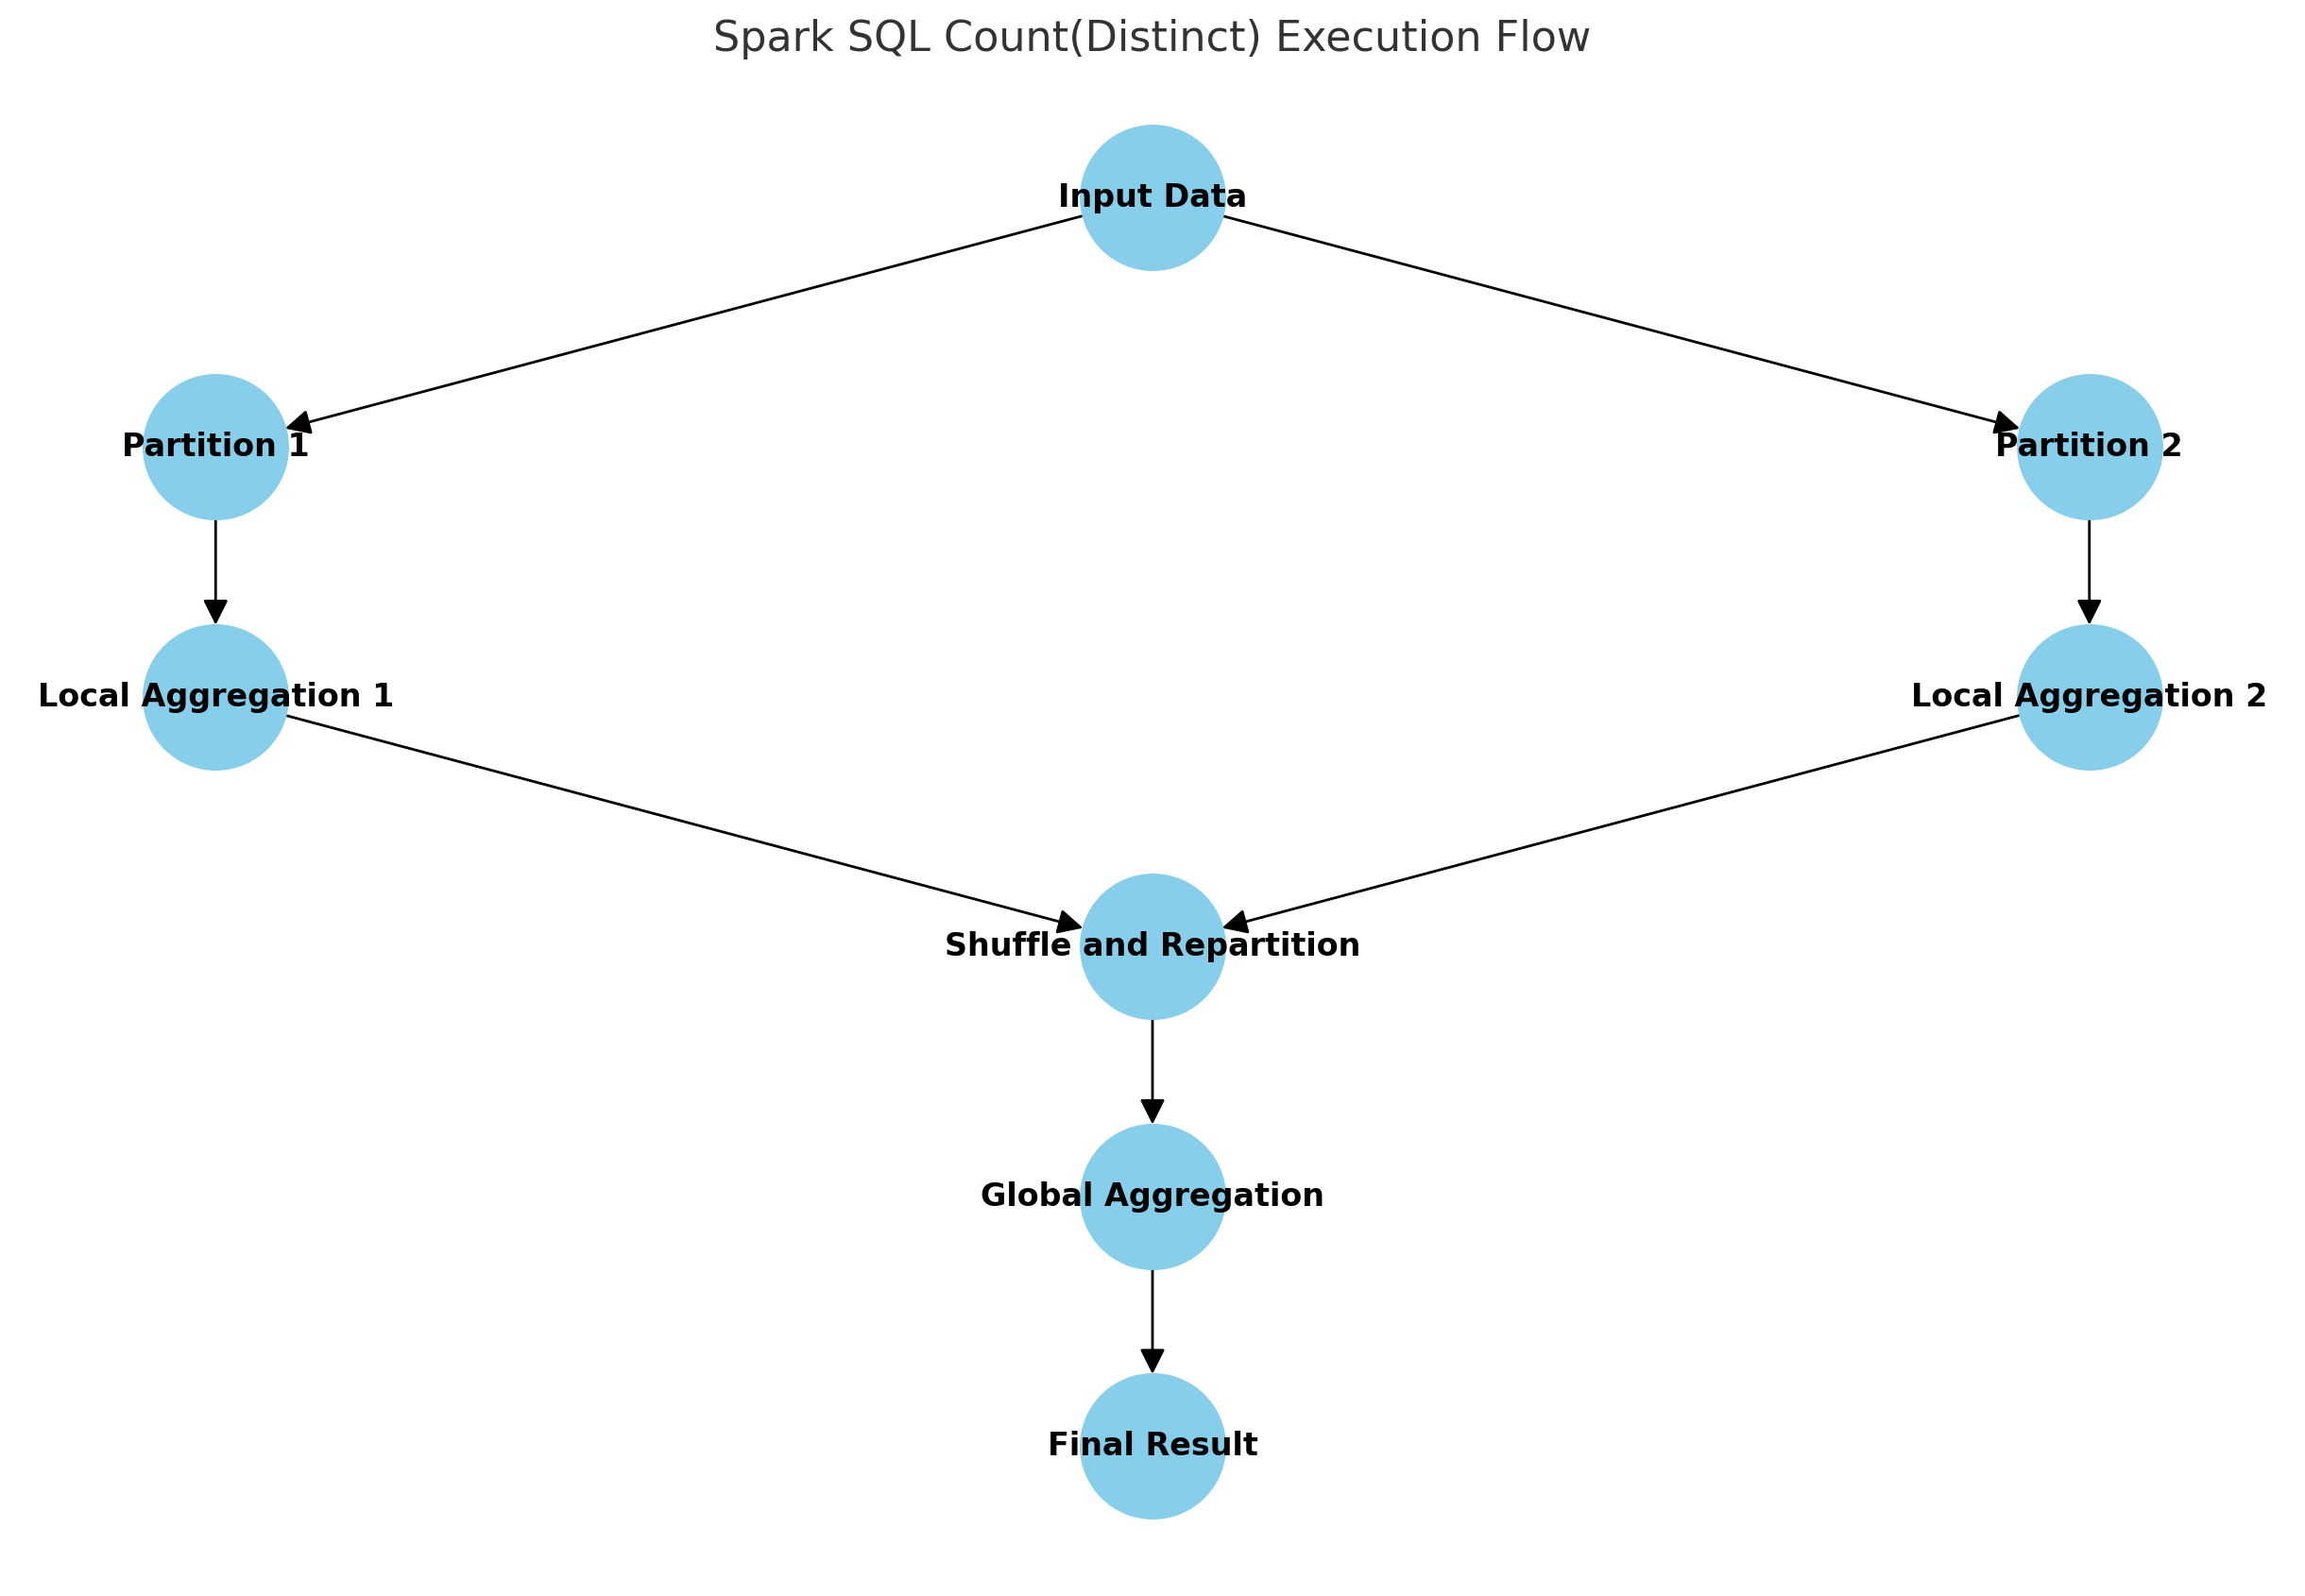 Spark SQL Count(Distinct) Execution Flow
Input Data
Partition 1
Partition 2
Local Aggregation 1
Local Aggregation 2
Shuffle and Repartition
Global Aggregation
Final Result